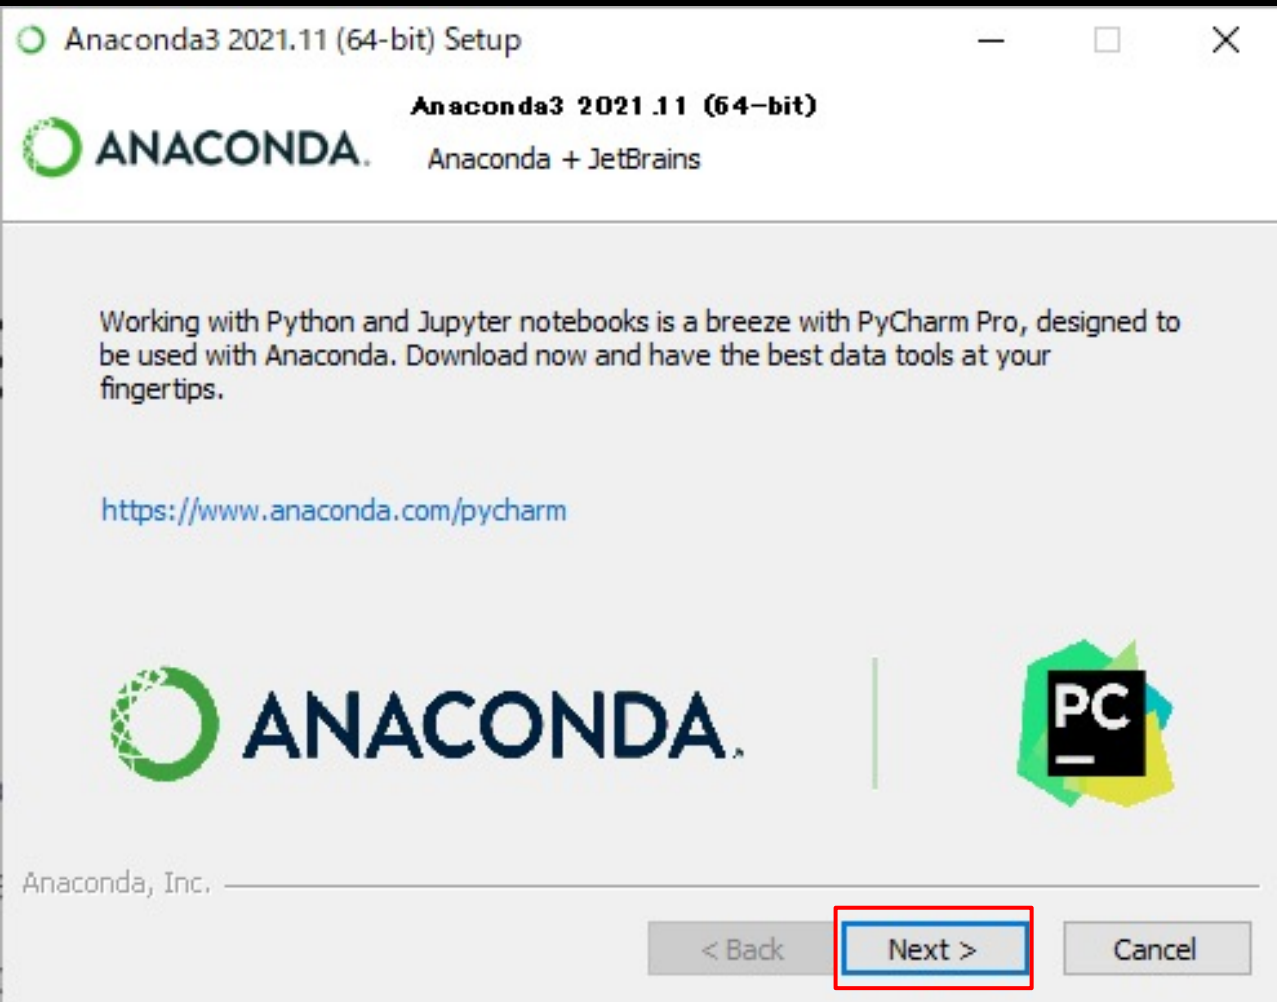 Anaconda3 2021.11 (64-bit) Setup
Anaconda3 2021.11 (64-bit)
ANACONDA.
Anaconda + JetBrains
Working with Python and Jupyter notebooks is a breeze with PyCharm Pro, designed to
be used with Anaconda. Download now and have the best data tools at your
fingertips.
https://www.anaconda.com/pycharm
ANACONDA.
PC
Anaconda, Inc.
< Back
Next >
Cancel